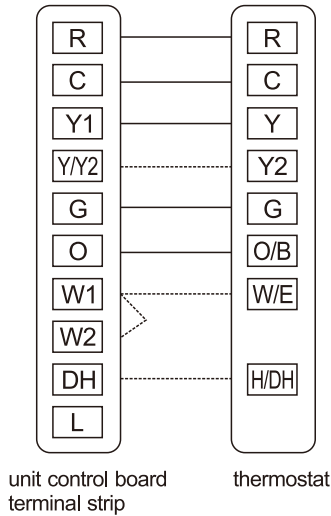 R R
C C
Y1 Y
Y/Y2 Y2
G G
O O/B
W1 W/E
W2
DH H/DH
L
unit control board thermostat
terminal strip